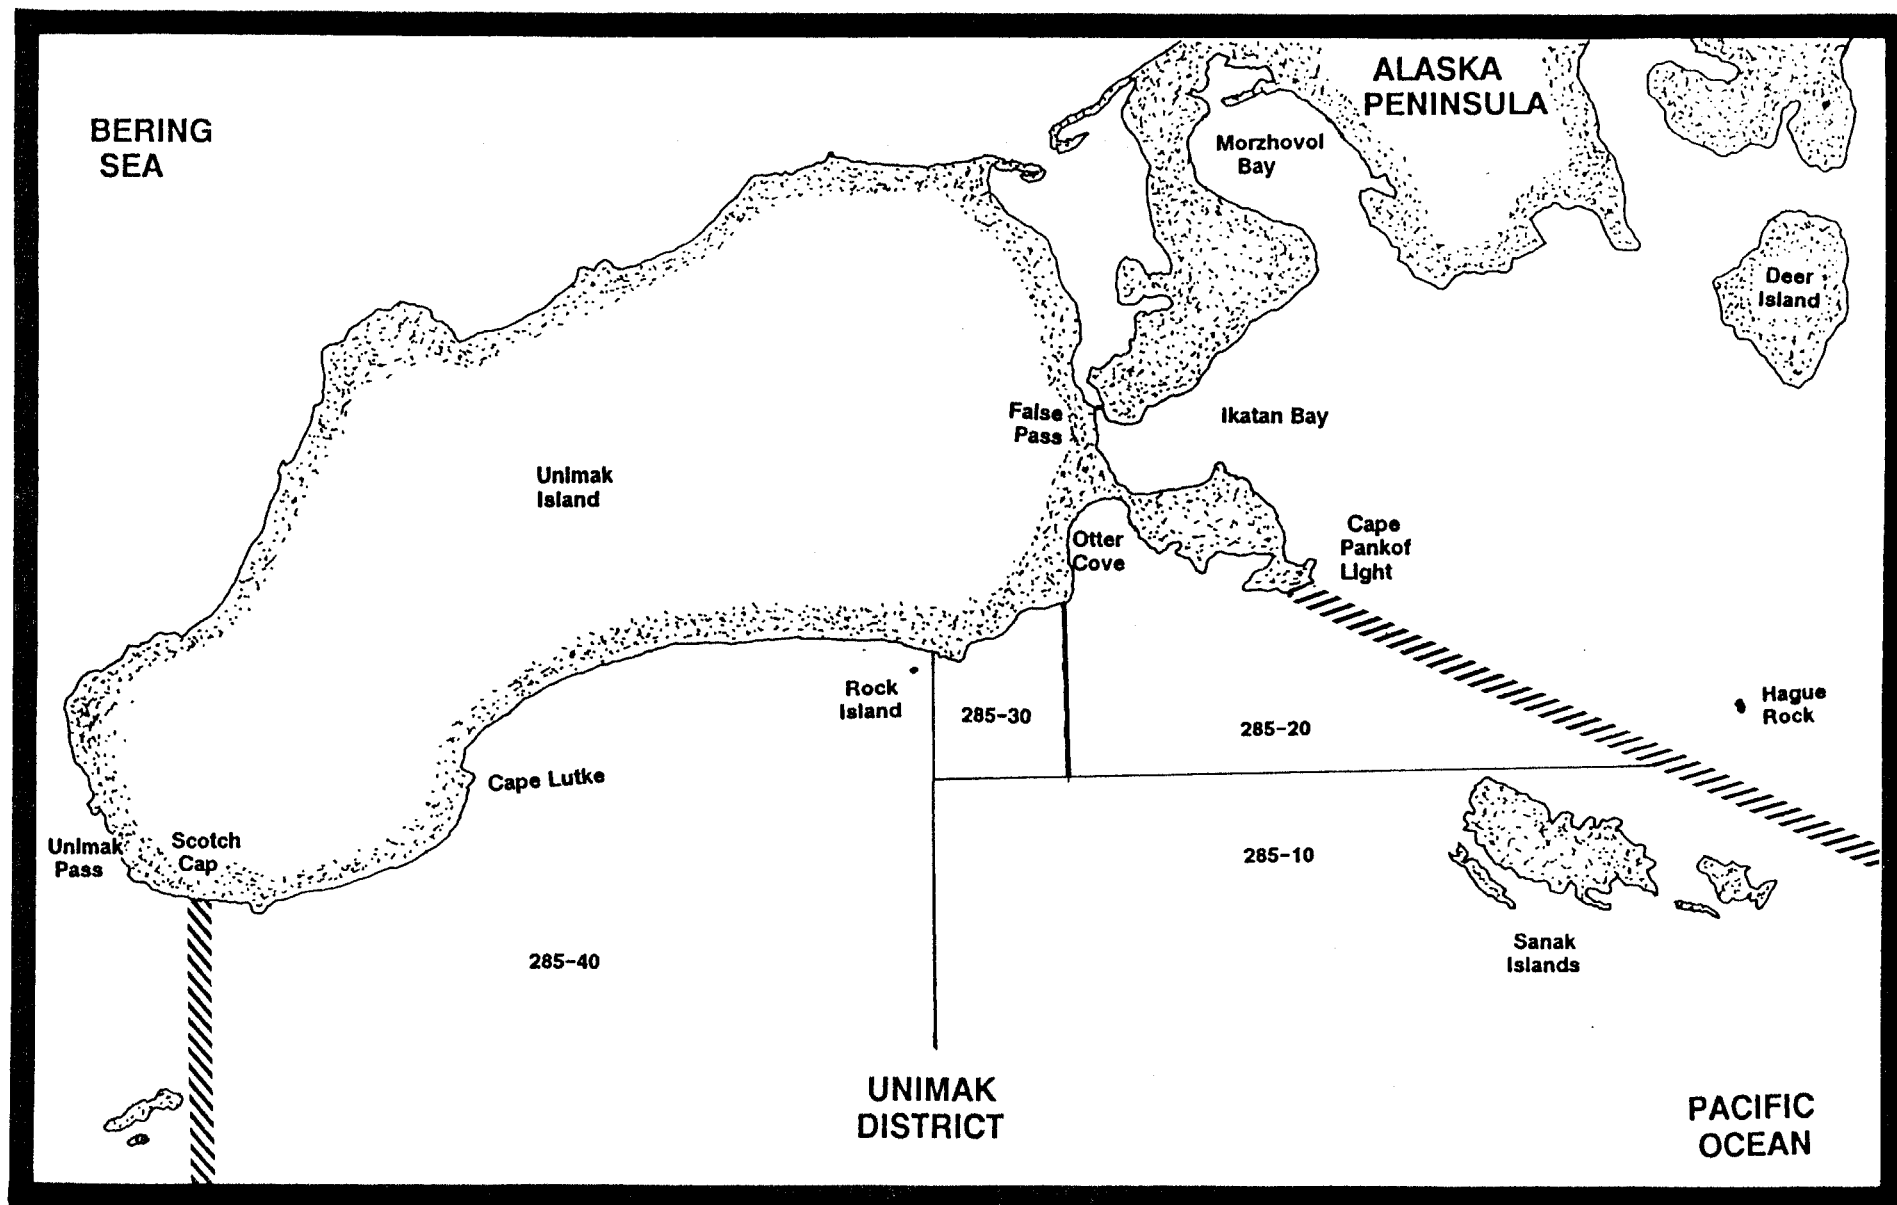 ALASKA
PENINSULA
BERING
SEA
Morzhovol
Bay
Deer
Island
False
Pass
Ikatan Bay
Unimak
Island
Otter
Cove
Cape
Pankof
Light
Rock
Island
285-30
285-20
Hague
Rock
Cape Lutke
Unimak
Pass
Scotch
Cap
285-10
285-40
Sanak
Islands
UNIMAK
DISTRICT
PACIFIC
OCEAN